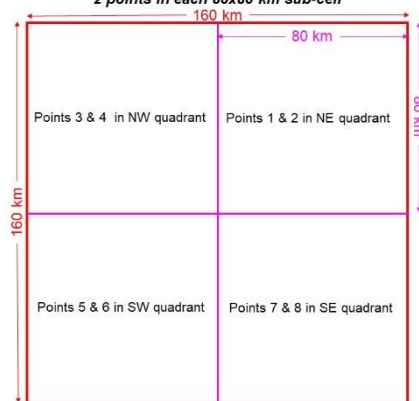 2 points in each km sub-cell
160 km
80 km
Points 3 & 4 in NW quadrant
Points 1 & 2 in NE quadrant
160 km
Points 5 & 6 in SW quadrant
Points 7 & 8 in SE quadrant